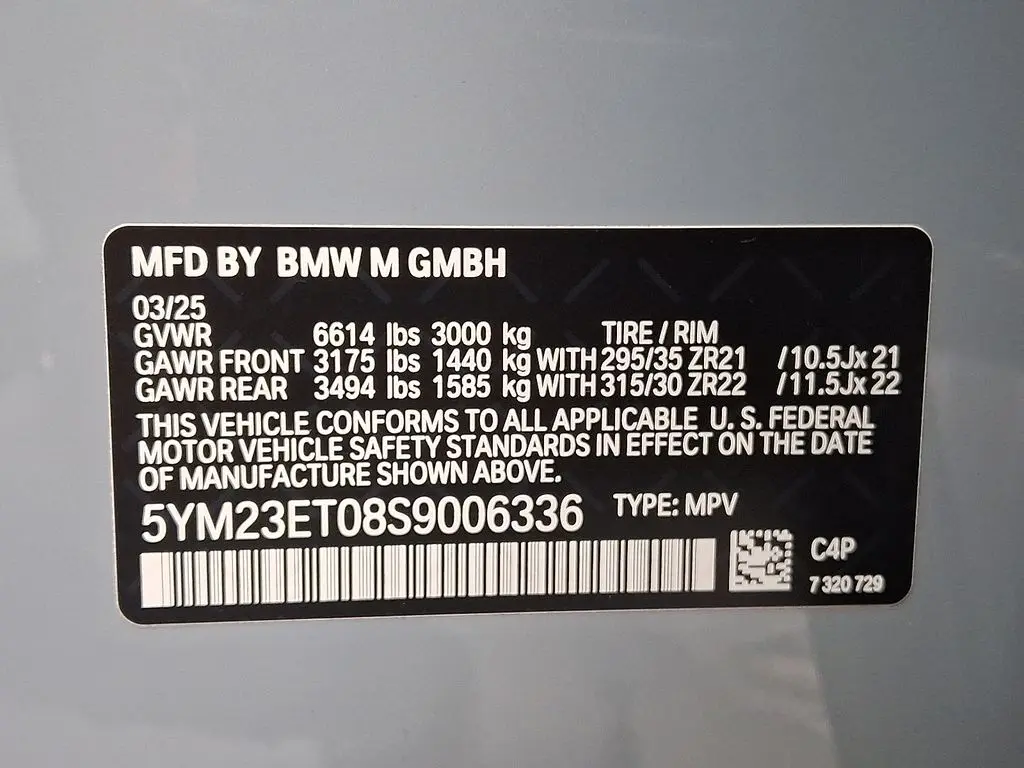 MFD BY BMW M GMBH
03/25
GVWR 6614 lbs 3000 kg TIRE / RIM
GAWR FRONT 3175 lbs 1440 kg WITH 295/35 ZR21 /10.5Jx 21
GAWR REAR 3494 lbs 1585 kg WITH 315/30 ZR22 /11.5Jx 22
THIS VEHICLE CONFORMS TO ALL APPLICABLE U. S. FEDERAL
MOTOR VEHICLE SAFETY STANDARDS IN EFFECT ON THE DATE
OF MANUFACTURE SHOWN ABOVE.
5YM23ET08S9006336 TYPE: MPV
C4P
7 320 729